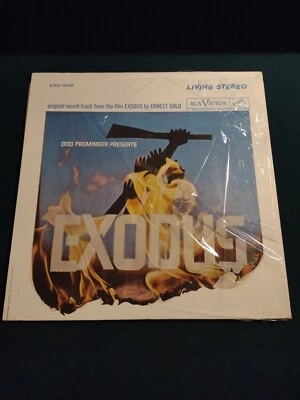 LIVING STEREO
RCA VICTOR
original sound track from the film EXODUS by ERNEST GOLD
OTTO PREMINGER PRESENTS
EXODUS